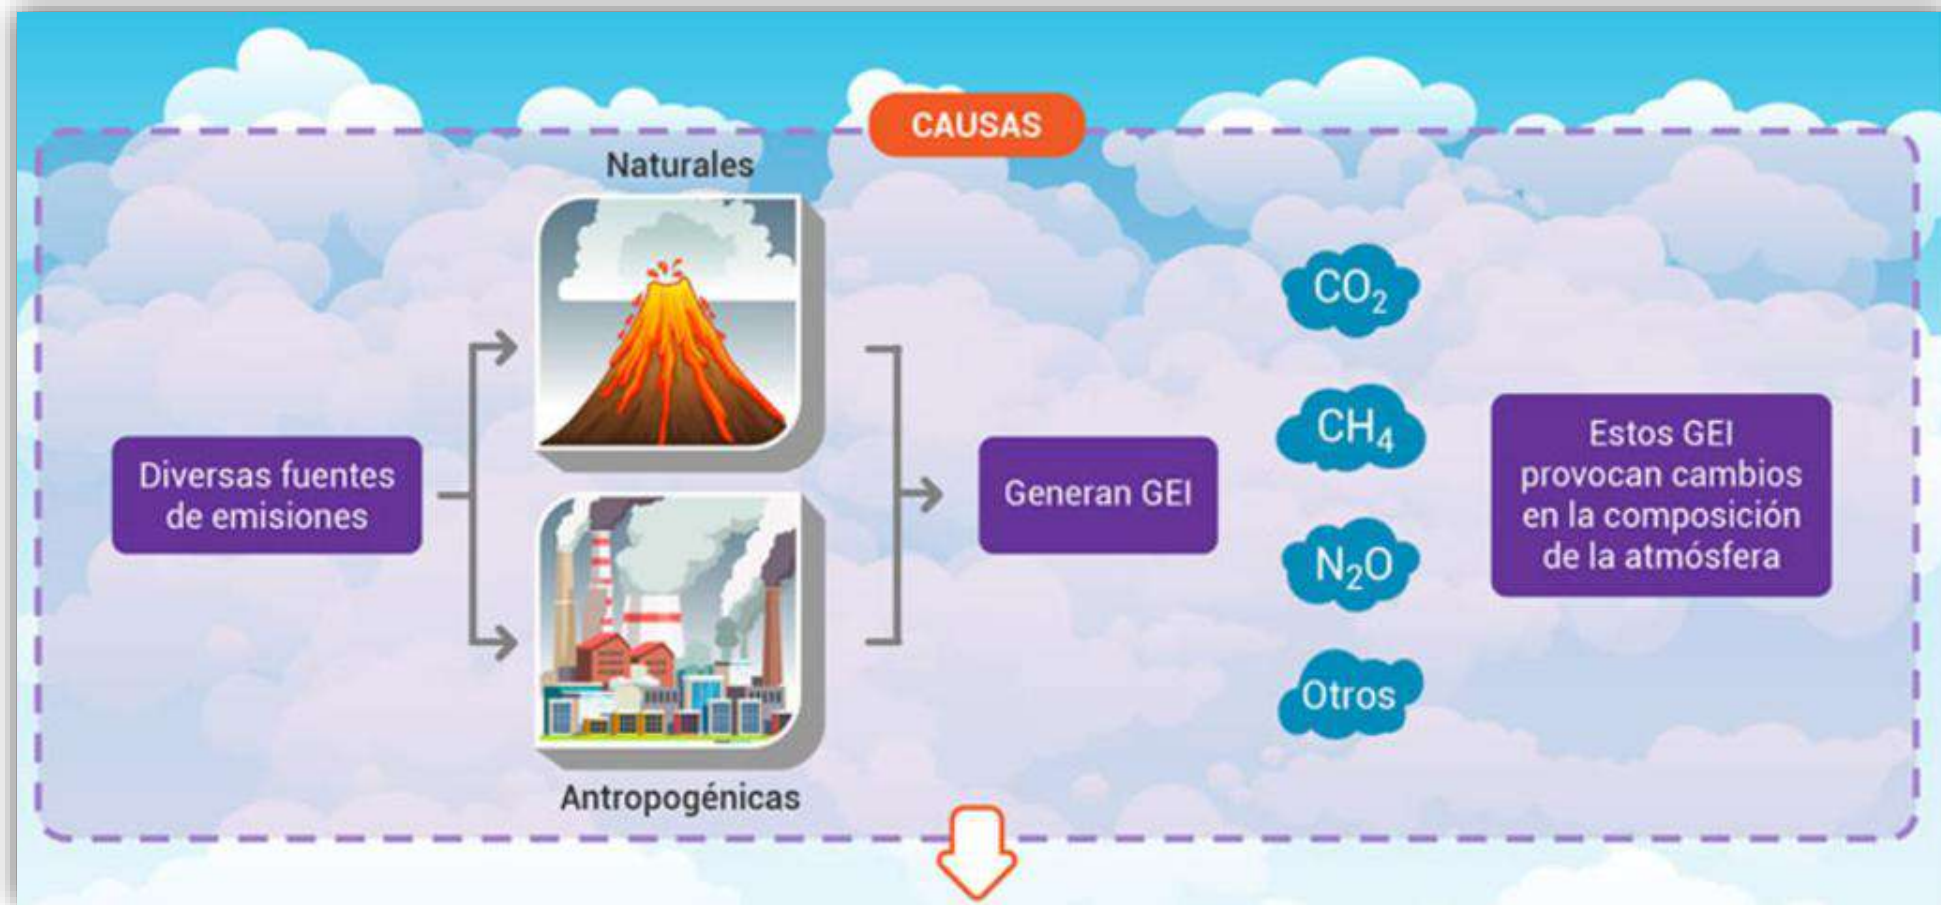 CAUSAS
Naturales
Diversas fuentes
de emisiones
Antropogénicas
Generan GEI
CO₂
CH₄
N₂O
Otros
Estos GEI
provocan cambios
en la composición
de la atmósfera